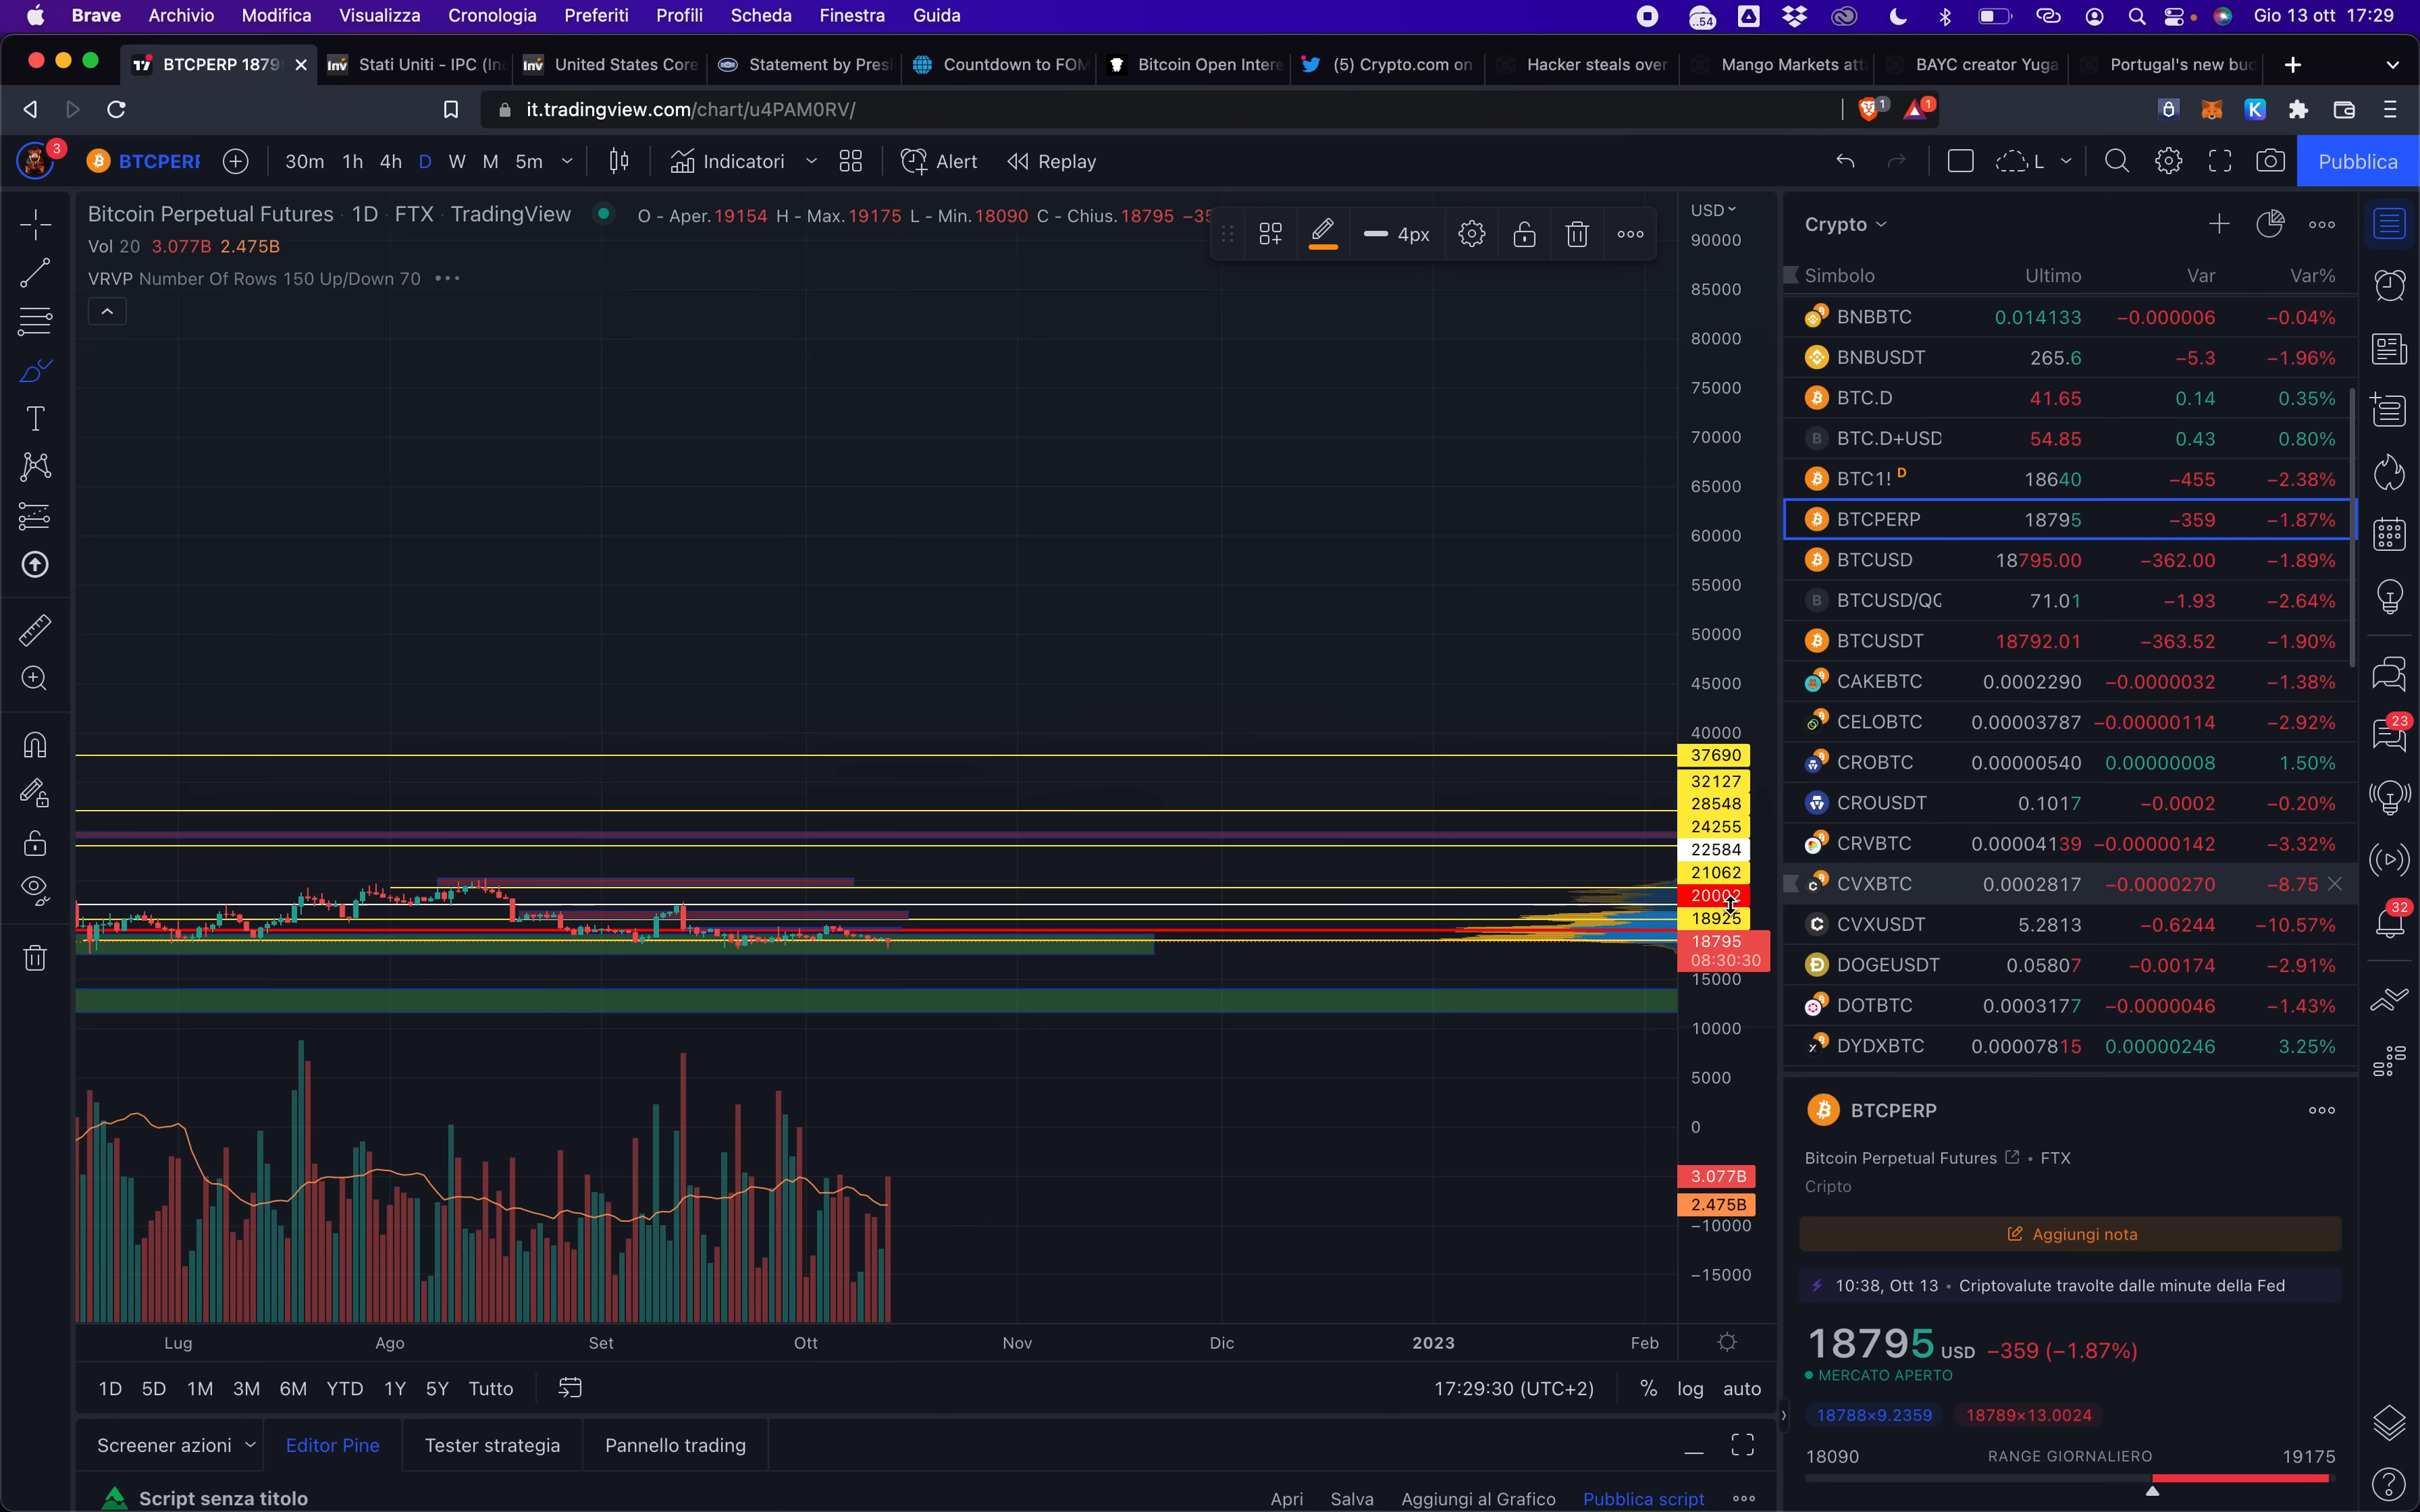 Brave Archivio Modifica Visualizza Cronologia Preferiti Profili Scheda Finestra Guida ..54 Gio 13 ott 17:29
BTCPERP 1879 Stati Uniti - IPC (In United States Core Statement by Presi Countdown to FOM Bitcoin Open Intere (5) Crypto.com on Hacker steals over Mango Markets att BAYC creator Yuga Portugal's new bud
it.tradingview.com/chart/u4PAM0RV/ 1 1
3 BTCPERP 30m 1h 4h D W M 5m Indicatori Alert Replay L Pubblica
Bitcoin Perpetual Futures · 1D · FTX · TradingView O - Aper.19154 H - Max.19175 L - Min.18090 C - Chius.18795 −35
Vol 20 3.077B 2.475B
VRVP Number Of Rows 150 Up/Down 70
4px
USD
90000
85000
80000
75000
70000
65000
60000
55000
50000
45000
40000
37690
32127
28548
24255
22584
21062
20002
18925
18795
08:30:30
15000
10000
5000
0
3.077B
2.475B
−10000
−15000
Lug Ago Set Ott Nov Dic 2023 Feb
1D 5D 1M 3M 6M YTD 1Y 5Y Tutto 17:29:30 (UTC+2) % log auto
Screener azioni Editor Pine Tester strategia Pannello trading
Script senza titolo Apri Salva Aggiungi al Grafico Pubblica script
Crypto
Simbolo Ultimo Var Var%
BNBBTC 0.014133 −0.000006 −0.04%
BNBUSDT 265.6 −5.3 −1.96%
BTC.D 41.65 0.14 0.35%
B BTC.D+USD 54.85 0.43 0.80%
BTC1! D 18640 −455 −2.38%
BTCPERP 18795 −359 −1.87%
BTCUSD 18795.00 −362.00 −1.89%
B BTCUSD/QC 71.01 −1.93 −2.64%
BTCUSDT 18792.01 −363.52 −1.90%
CAKEBTC 0.0002290 −0.0000032 −1.38%
CELOBTC 0.00003787 −0.00000114 −2.92%
CROBTC 0.00000540 0.00000008 1.50%
CROUSDT 0.1017 −0.0002 −0.20%
CRVBTC 0.00004139 −0.00000142 −3.32%
CVXBTC 0.0002817 −0.0000270 −8.75
CVXUSDT 5.2813 −0.6244 −10.57%
DOGEUSDT 0.05807 −0.00174 −2.91%
DOTBTC 0.0003177 −0.0000046 −1.43%
DYDXBTC 0.00007815 0.00000246 3.25%
BTCPERP
Bitcoin Perpetual Futures • FTX
Cripto
Aggiungi nota
10:38, Ott 13 • Criptovalute travolte dalle minute della Fed
18795 USD −359 (−1.87%)
MERCATO APERTO
18788×9.2359 18789×13.0024
18090 RANGE GIORNALIERO 19175
23
32